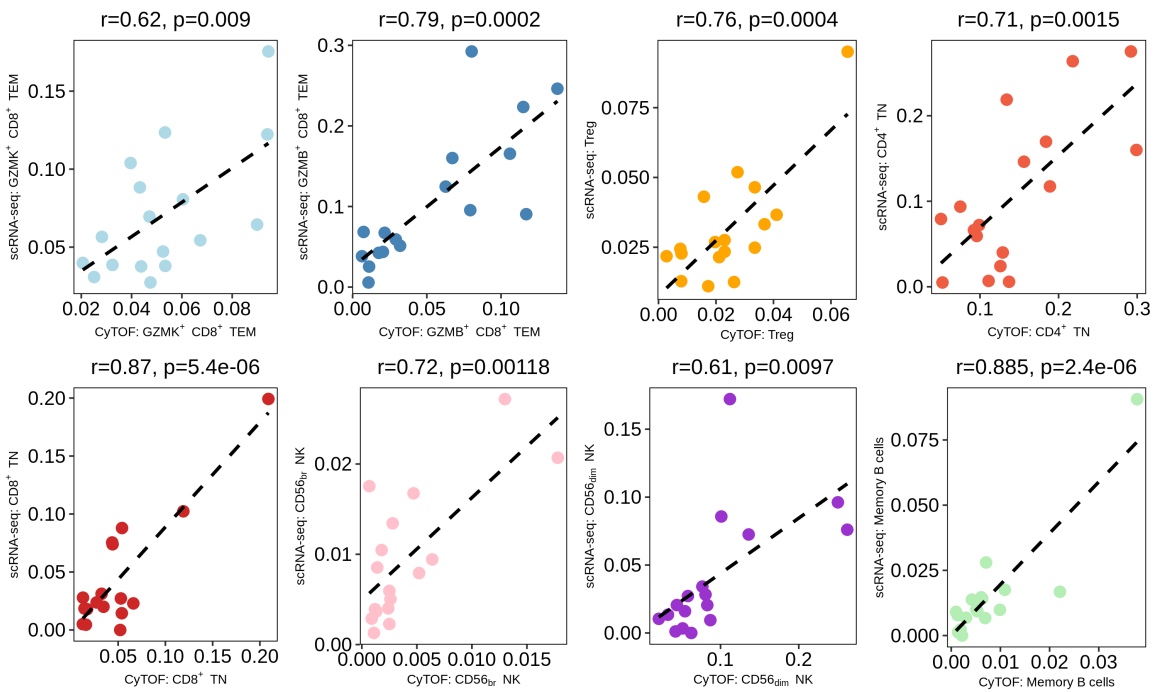 r=0.62, p=0.009
scRNA-seq: GZMK+ CD8+ TEM
0.15
0.10
0.05
0.02 0.04 0.06 0.08
CyTOF: GZMK+ CD8+ TEM
r=0.79, p=0.0002
scRNA-seq: GZMB+ CD8+ TEM
0.3
0.2
0.1
0.0
0.00 0.05 0.10
CyTOF: GZMB+ CD8+ TEM
r=0.76, p=0.0004
scRNA-seq: Treg
0.075
0.050
0.025
0.00 0.02 0.04 0.06
CyTOF: Treg
r=0.71, p=0.0015
scRNA-seq: CD4+ TN
0.2
0.1
0.0
0.1 0.2 0.3
CyTOF: CD4+ TN
r=0.87, p=5.4e-06
scRNA-seq: CD8+ TN
0.20
0.15
0.10
0.05
0.00
0.05 0.10 0.15 0.20
CyTOF: CD8+ TN
r=0.72, p=0.00118
scRNA-seq: CD56br NK
0.02
0.01
0.00
0.000 0.005 0.010 0.015
CyTOF: CD56br NK
r=0.61, p=0.0097
scRNA-seq: CD56dim NK
0.15
0.10
0.05
0.00
0.1 0.2
CyTOF: CD56dim NK
r=0.885, p=2.4e-06
scRNA-seq: Memory B cells
0.075
0.050
0.025
0.000
0.00 0.01 0.02 0.03
CyTOF: Memory B cells